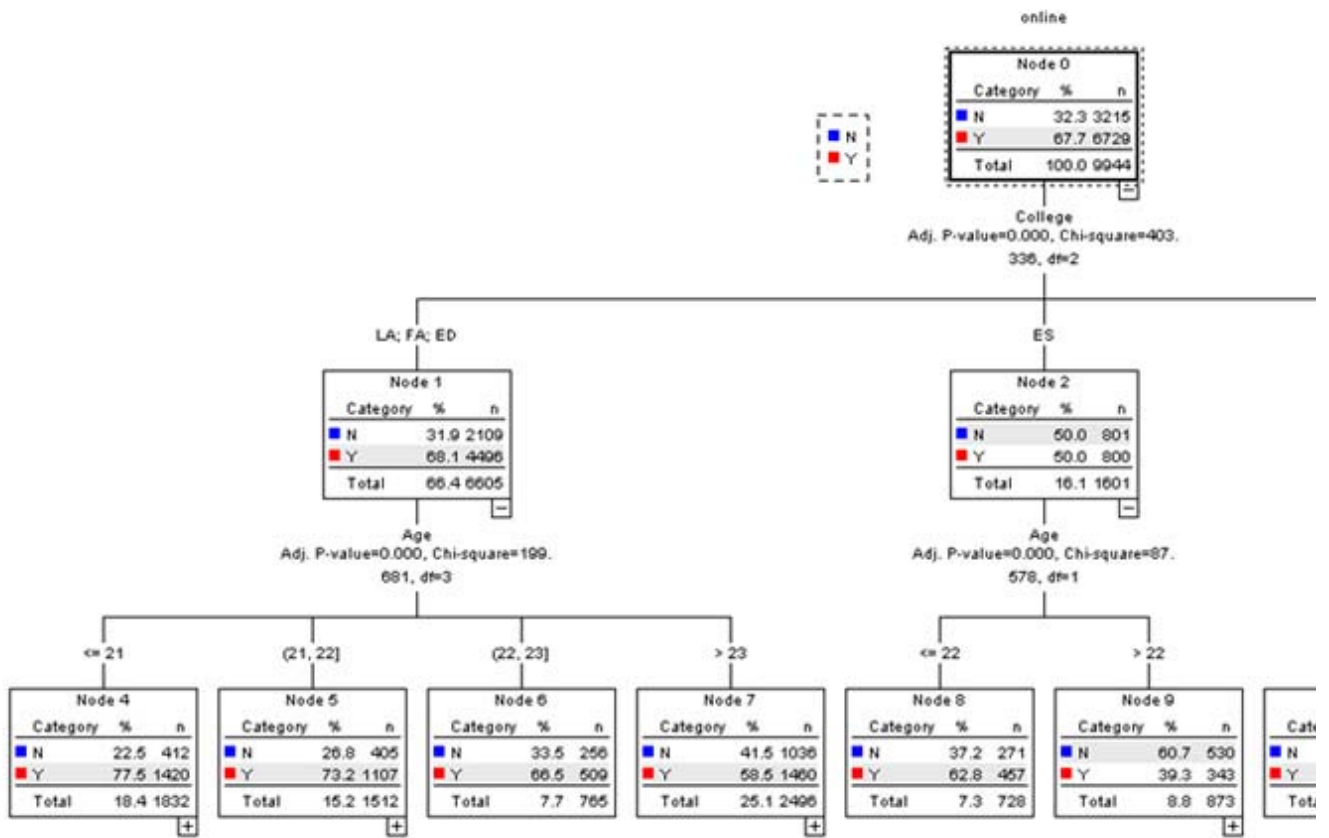 online
Node 0
Category % n
N 32.3 3215
Y 67.7 6729
Total 100.0 9944
N
Y
College
Adj. P-value=0.000, Chi-square=403.
336, df=2
LA; FA; ED
ES
Node 1
Category % n
N 31.9 2109
Y 68.1 4496
Total 66.4 6605
Node 2
Category % n
N 50.0 801
Y 50.0 800
Total 16.1 1601
Age
Adj. P-value=0.000, Chi-square=199.
681, df=3
Age
Adj. P-value=0.000, Chi-square=87.
578, df=1
<= 21
(21, 22]
(22, 23]
> 23
<= 22
> 22
Node 4
Category % n
N 22.5 412
Y 77.5 1420
Total 18.4 1832
Node 5
Category % n
N 26.8 405
Y 73.2 1107
Total 15.2 1512
Node 6
Category % n
N 33.5 256
Y 66.5 509
Total 7.7 765
Node 7
Category % n
N 41.5 1036
Y 58.5 1460
Total 25.1 2496
Node 8
Category % n
N 37.2 271
Y 62.8 457
Total 7.3 728
Node 9
Category % n
N 60.7 530
Y 39.3 343
Total 8.8 873
N
Y